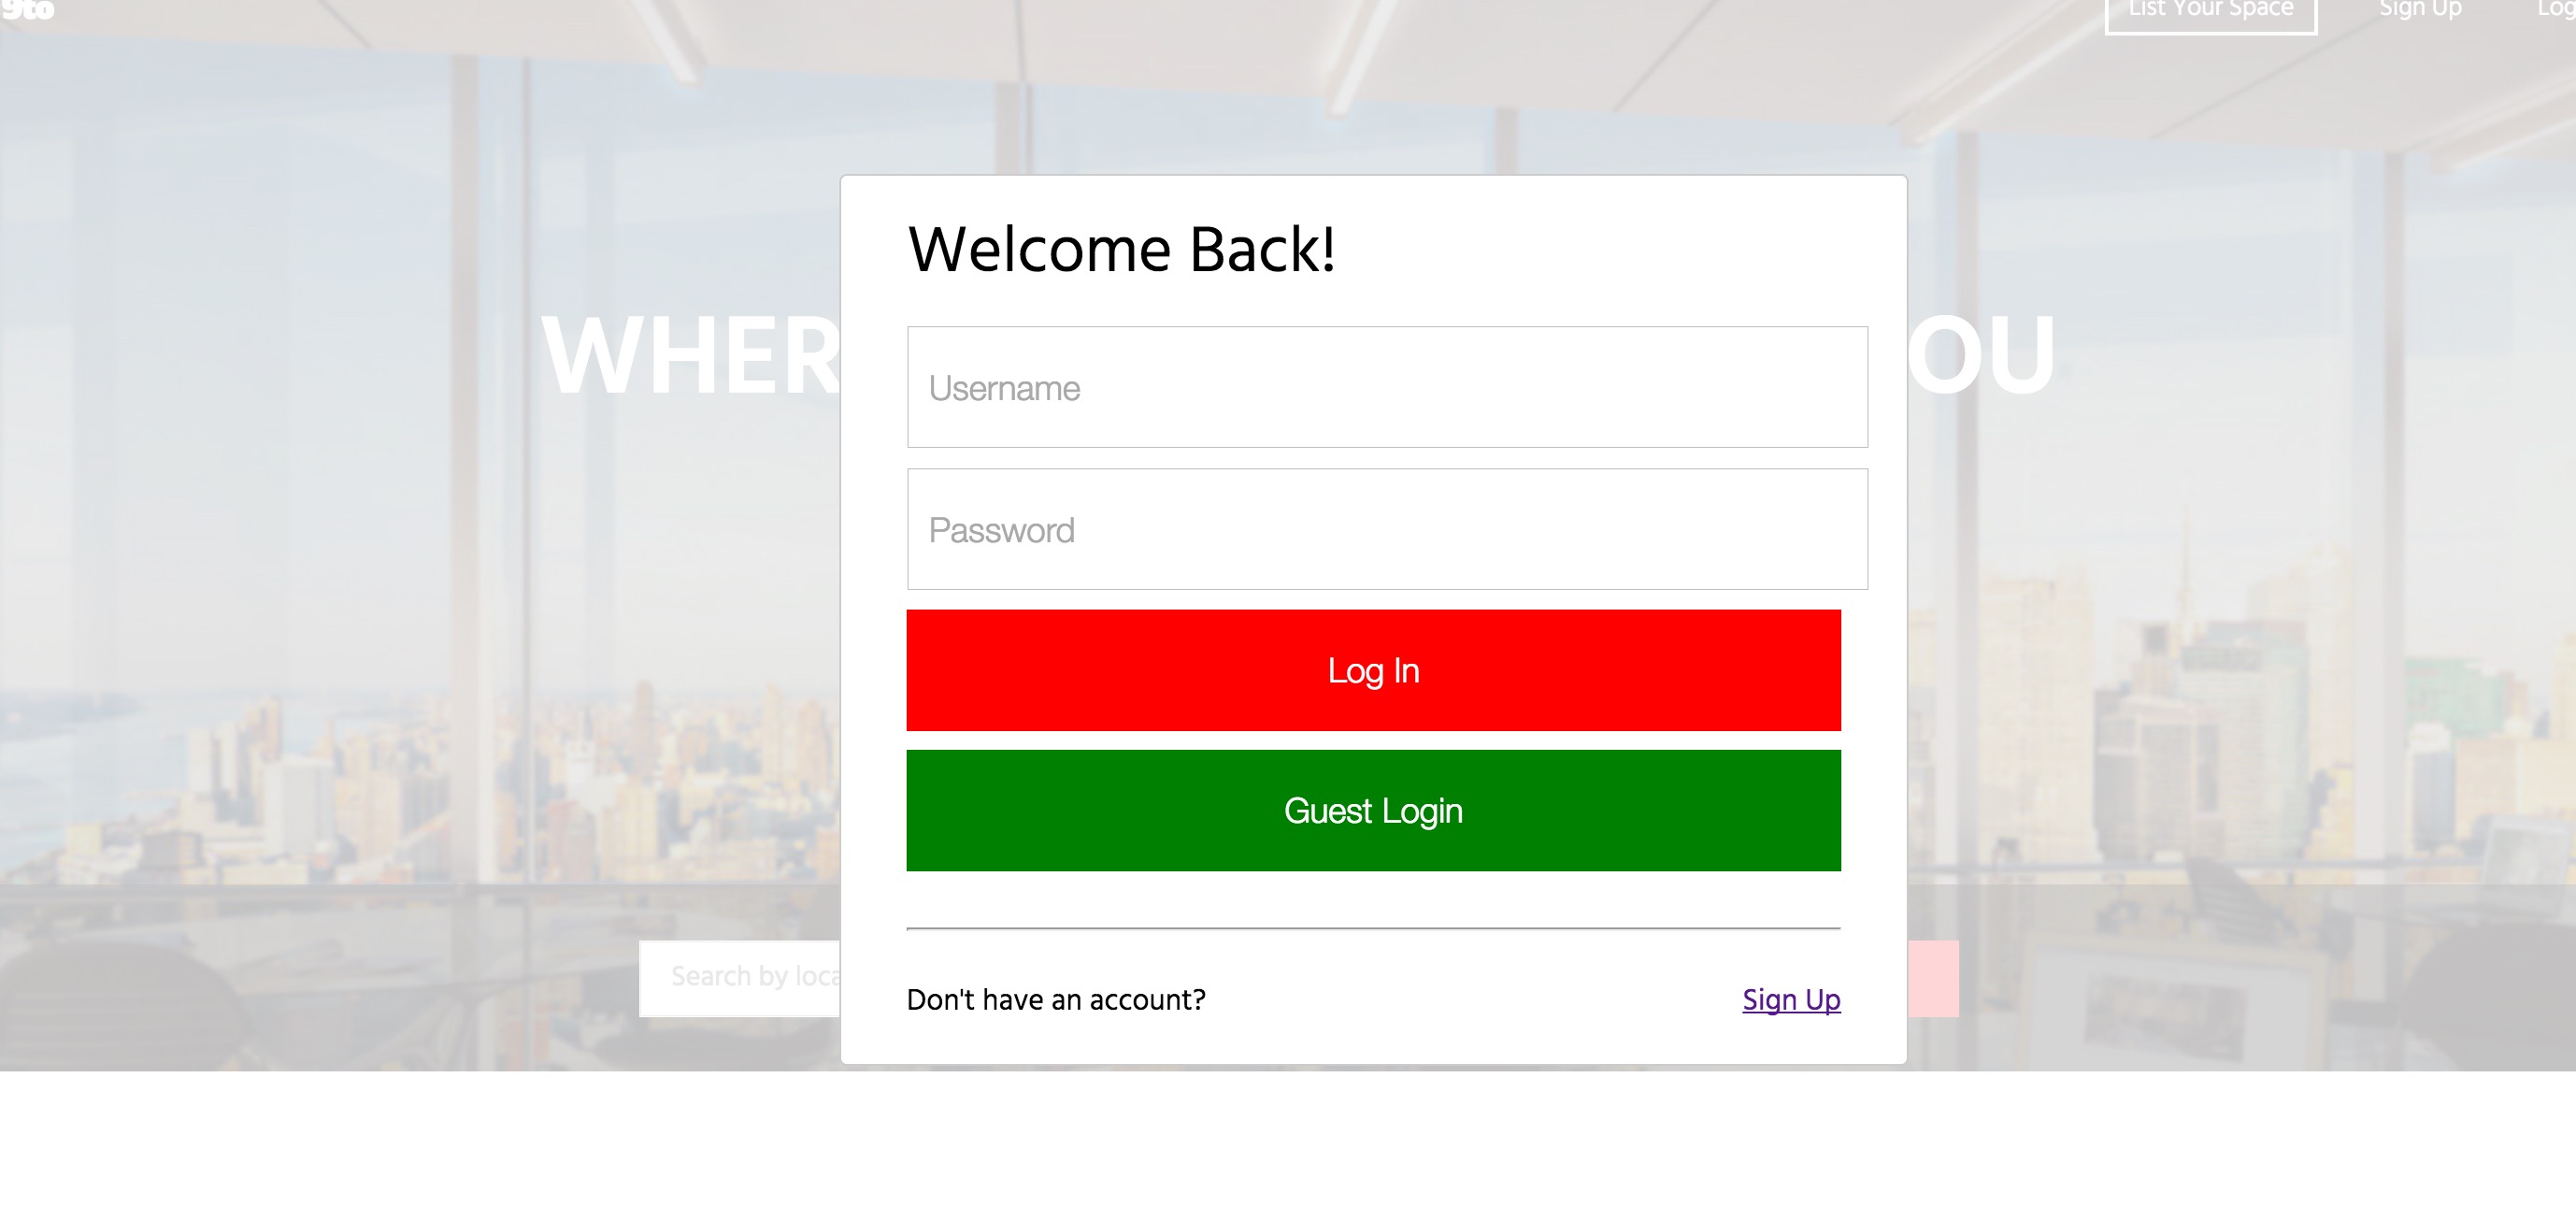 9to
List Your Space
Sign Up
Log
Welcome Back!
WHER
OU
Username
Password
Log In
Guest Login
Search by loca
Don't have an account?
Sign Up